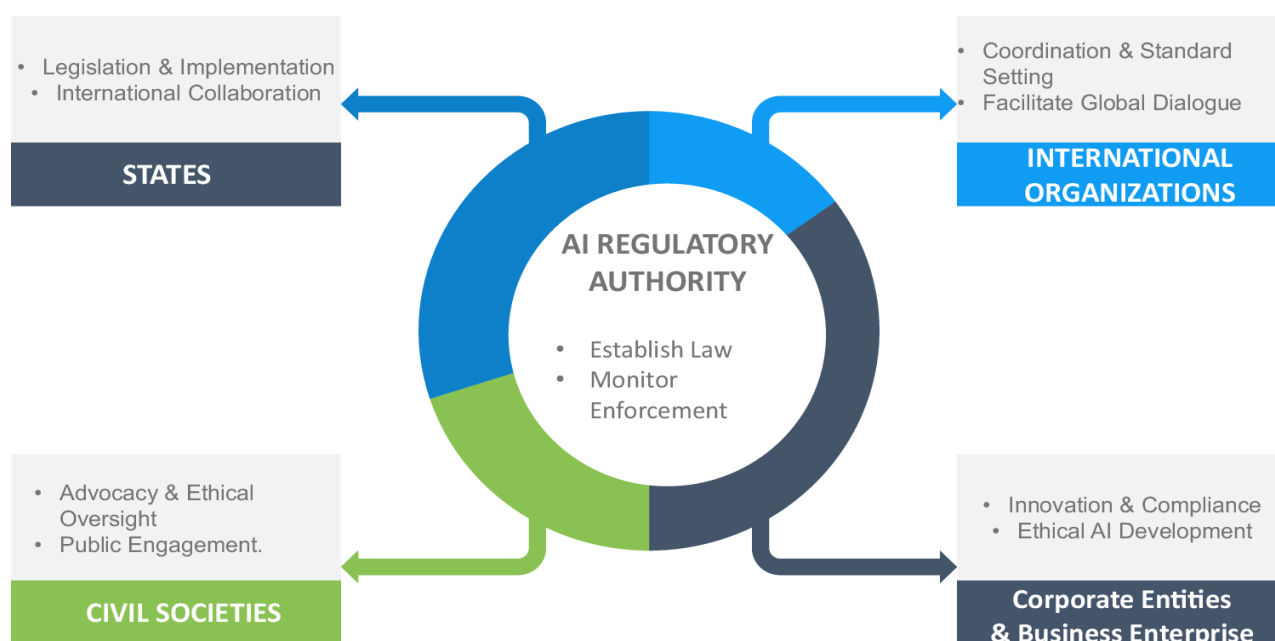 • Legislation & Implementation
• International Collaboration
STATES
• Coordination & Standard
Setting
• Facilitate Global Dialogue
INTERNATIONAL
ORGANIZATIONS
AI REGULATORY
AUTHORITY
• Establish Law
• Monitor
Enforcement
• Advocacy & Ethical
Oversight
• Public Engagement.
CIVIL SOCIETIES
• Innovation & Compliance
• Ethical AI Development
Corporate Entities
& Business Enterprise